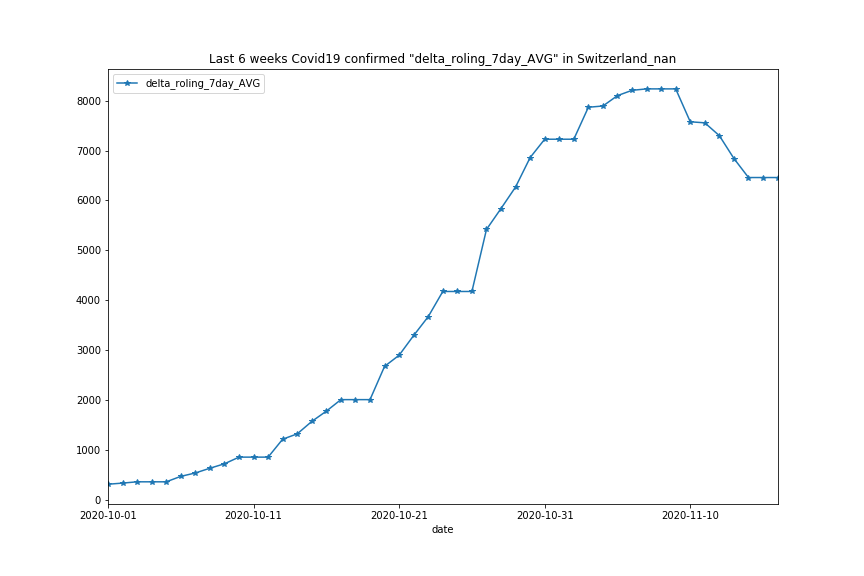 Last 6 weeks Covid19 confirmed "delta_roling_7day_AVG" in Switzerland_nan
delta_roling_7day_AVG
8000
7000
6000
5000
4000
3000
2000
1000
0
2020-10-01 2020-10-11 2020-10-21 2020-10-31 2020-11-10
date